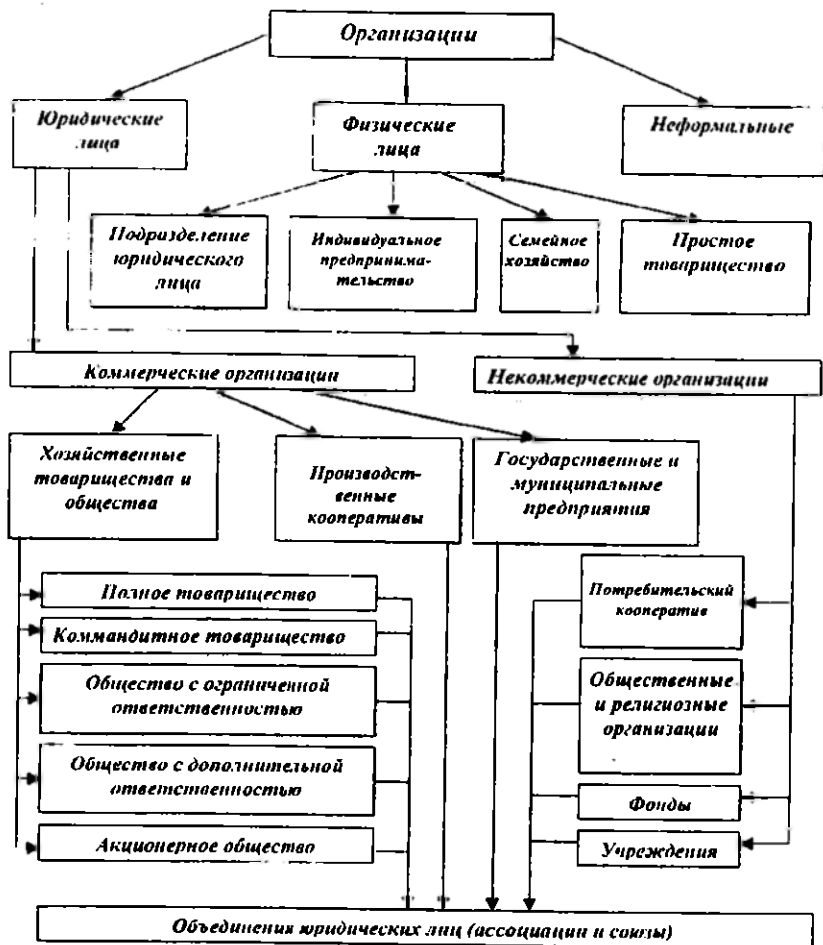 Организации
Юридические
лица
Физические
лица
Неформальные
Подразделение
юридического
лица
Индивидуальное
предпринима-
тельство
Семейное
хозяйство
Простое
товарищество
Коммерческие организации
Некоммерческие организации
Хозяйственные
товарищества и
общества
Производст-
венные
кооперативы
Государственные и
муниципальные
предприятия
Полное товарищество
Коммандитное товарищество
Общество с ограниченной
ответственностью
Общество с дополнительной
ответственностью
Акционерное общество
Потребительский
кооператив
Общественные
и религиозные
организации
Фонды
Учреждения
Объединения юридических лиц (ассоциации и союзы)